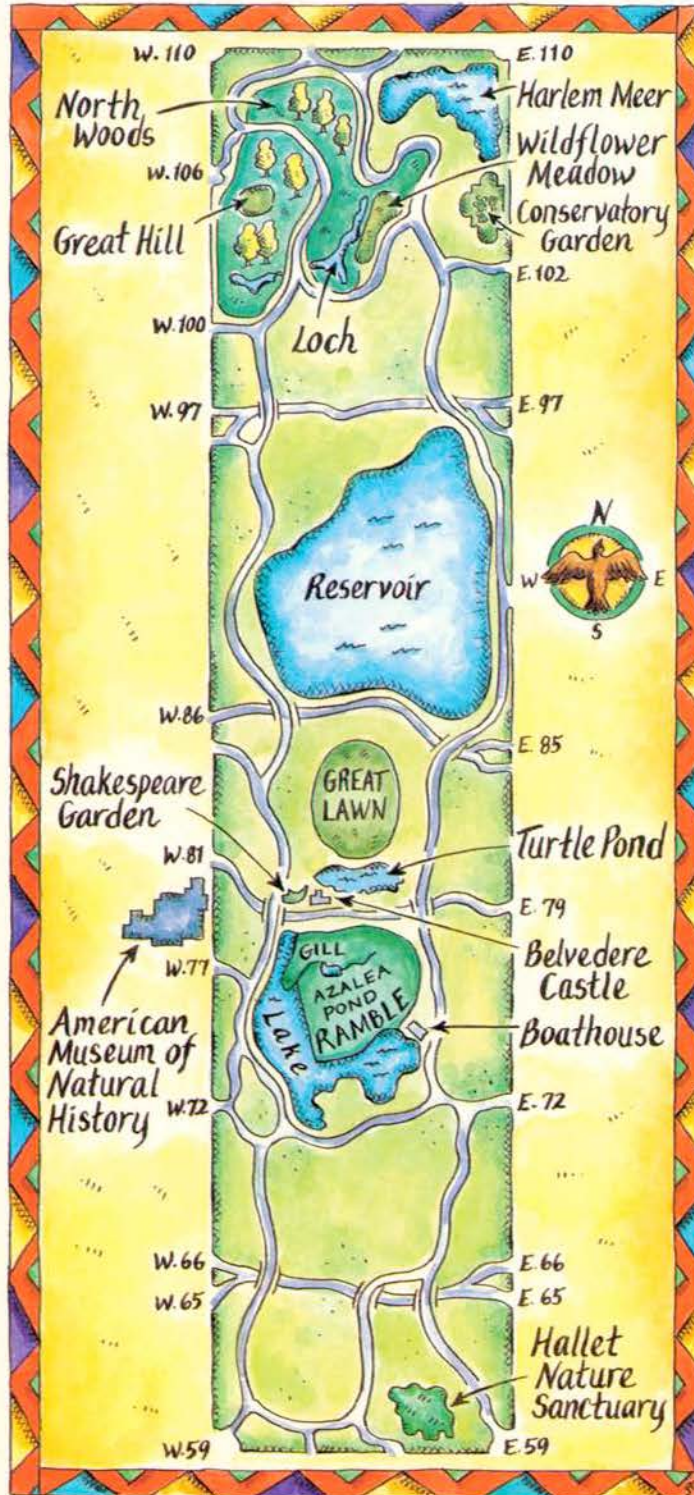 W. 110
E. 110
North
Woods
Harlem Meer
Wildflower
Meadow
W. 106
Great Hill
Conservatory
Garden
E. 102
W. 100
Loch
W. 97
E. 97
N
W
E
S
Reservoir
W. 86
E. 85
Shakespeare
Garden
GREAT
LAWN
Turtle Pond
W. 81
E. 79
Belvedere
Castle
W. 77
GILL
AZALEA
POND
RAMBLE
Lake
Boathouse
American
Museum of
Natural
History
W. 72
E. 72
W. 66
E. 66
W. 65
E. 65
Hallet
Nature
Sanctuary
W. 59
E. 59